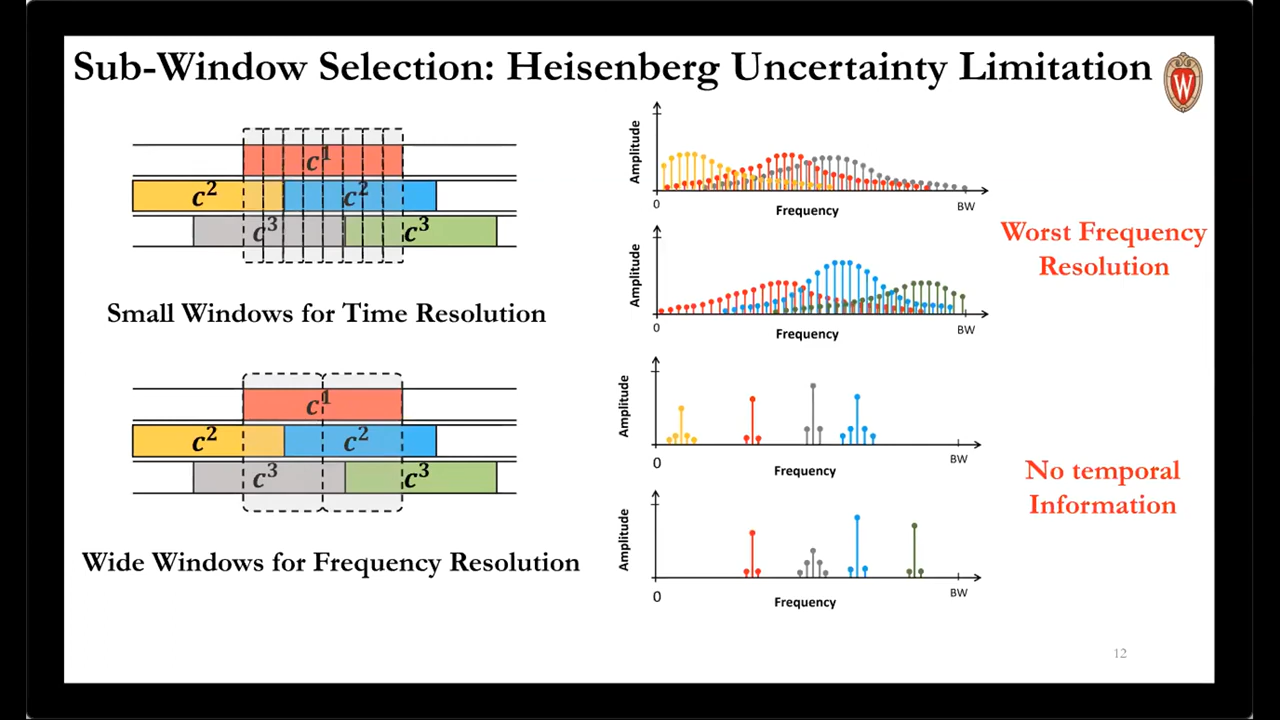 Sub-Window Selection: Heisenberg Uncertainty Limitation
W
c¹
c² c²
c³ c³
Small Windows for Time Resolution
Amplitude
0
Frequency
BW
Amplitude
0
Frequency
BW
Worst Frequency
Resolution
c¹
c² c²
c³ c³
Wide Windows for Frequency Resolution
Amplitude
0
Frequency
BW
Amplitude
0
Frequency
BW
No temporal
Information
12